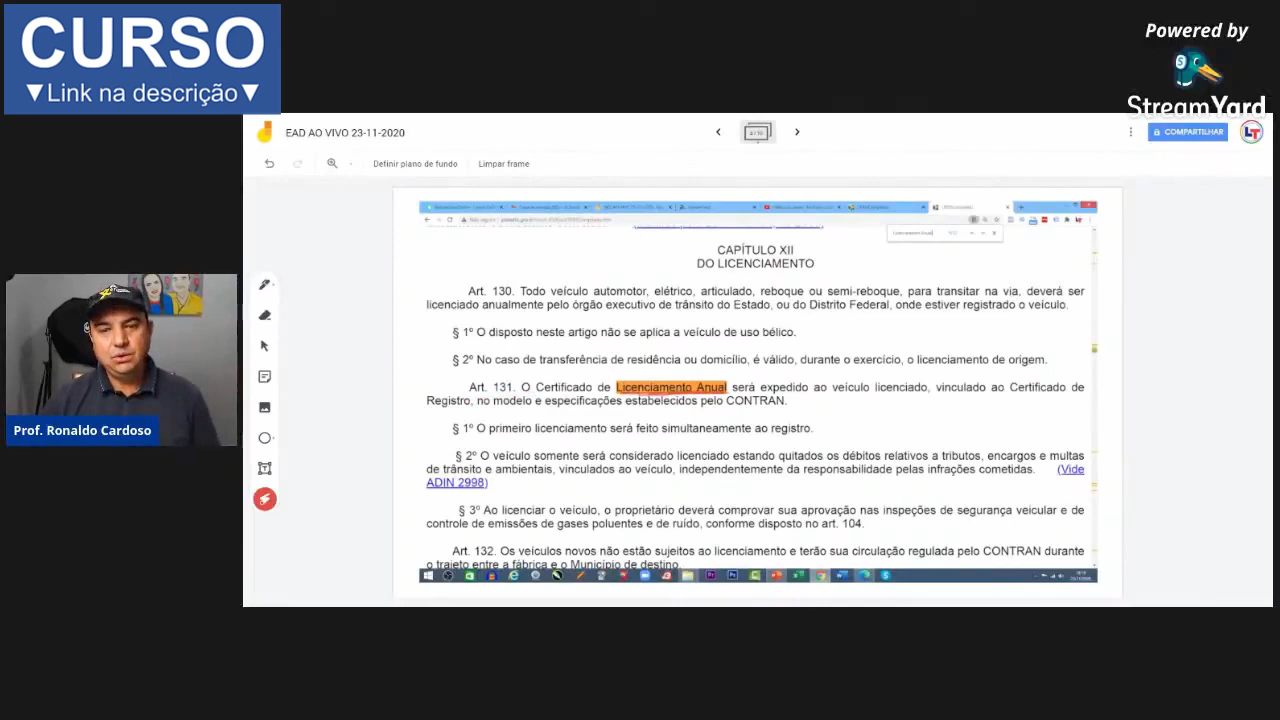 CURSO
▼Link na descrição▼
Powered by
StreamYard
EAD AO VIVO 23-11-2020
COMPARTILHAR
LT
Definir plano de fundo
Limpar frame
Licenciamento Anual
CAPÍTULO XII
DO LICENCIAMENTO
Art. 130. Todo veículo automotor, elétrico, articulado, reboque ou semi-reboque, para transitar na via, deverá ser
licenciado anualmente pelo órgão executivo de trânsito do Estado, ou do Distrito Federal, onde estiver registrado o veículo.
§ 1º O disposto neste artigo não se aplica a veículo de uso bélico.
§ 2º No caso de transferência de residência ou domicílio, é válido, durante o exercício, o licenciamento de origem.
Art. 131. O Certificado de Licenciamento Anual será expedido ao veículo licenciado, vinculado ao Certificado de
Registro, no modelo e especificações estabelecidos pelo CONTRAN.
§ 1º O primeiro licenciamento será feito simultaneamente ao registro.
§ 2º O veículo somente será considerado licenciado estando quitados os débitos relativos a tributos, encargos e multas
de trânsito e ambientais, vinculados ao veículo, independentemente da responsabilidade pelas infrações cometidas. (Vide
ADIN 2998)
§ 3º Ao licenciar o veículo, o proprietário deverá comprovar sua aprovação nas inspeções de segurança veicular e de
controle de emissões de gases poluentes e de ruído, conforme disposto no art. 104.
Art. 132. Os veículos novos não estão sujeitos ao licenciamento e terão sua circulação regulada pelo CONTRAN durante
o trajeto entre a fábrica e o Município de destino.
Prof. Ronaldo Cardoso